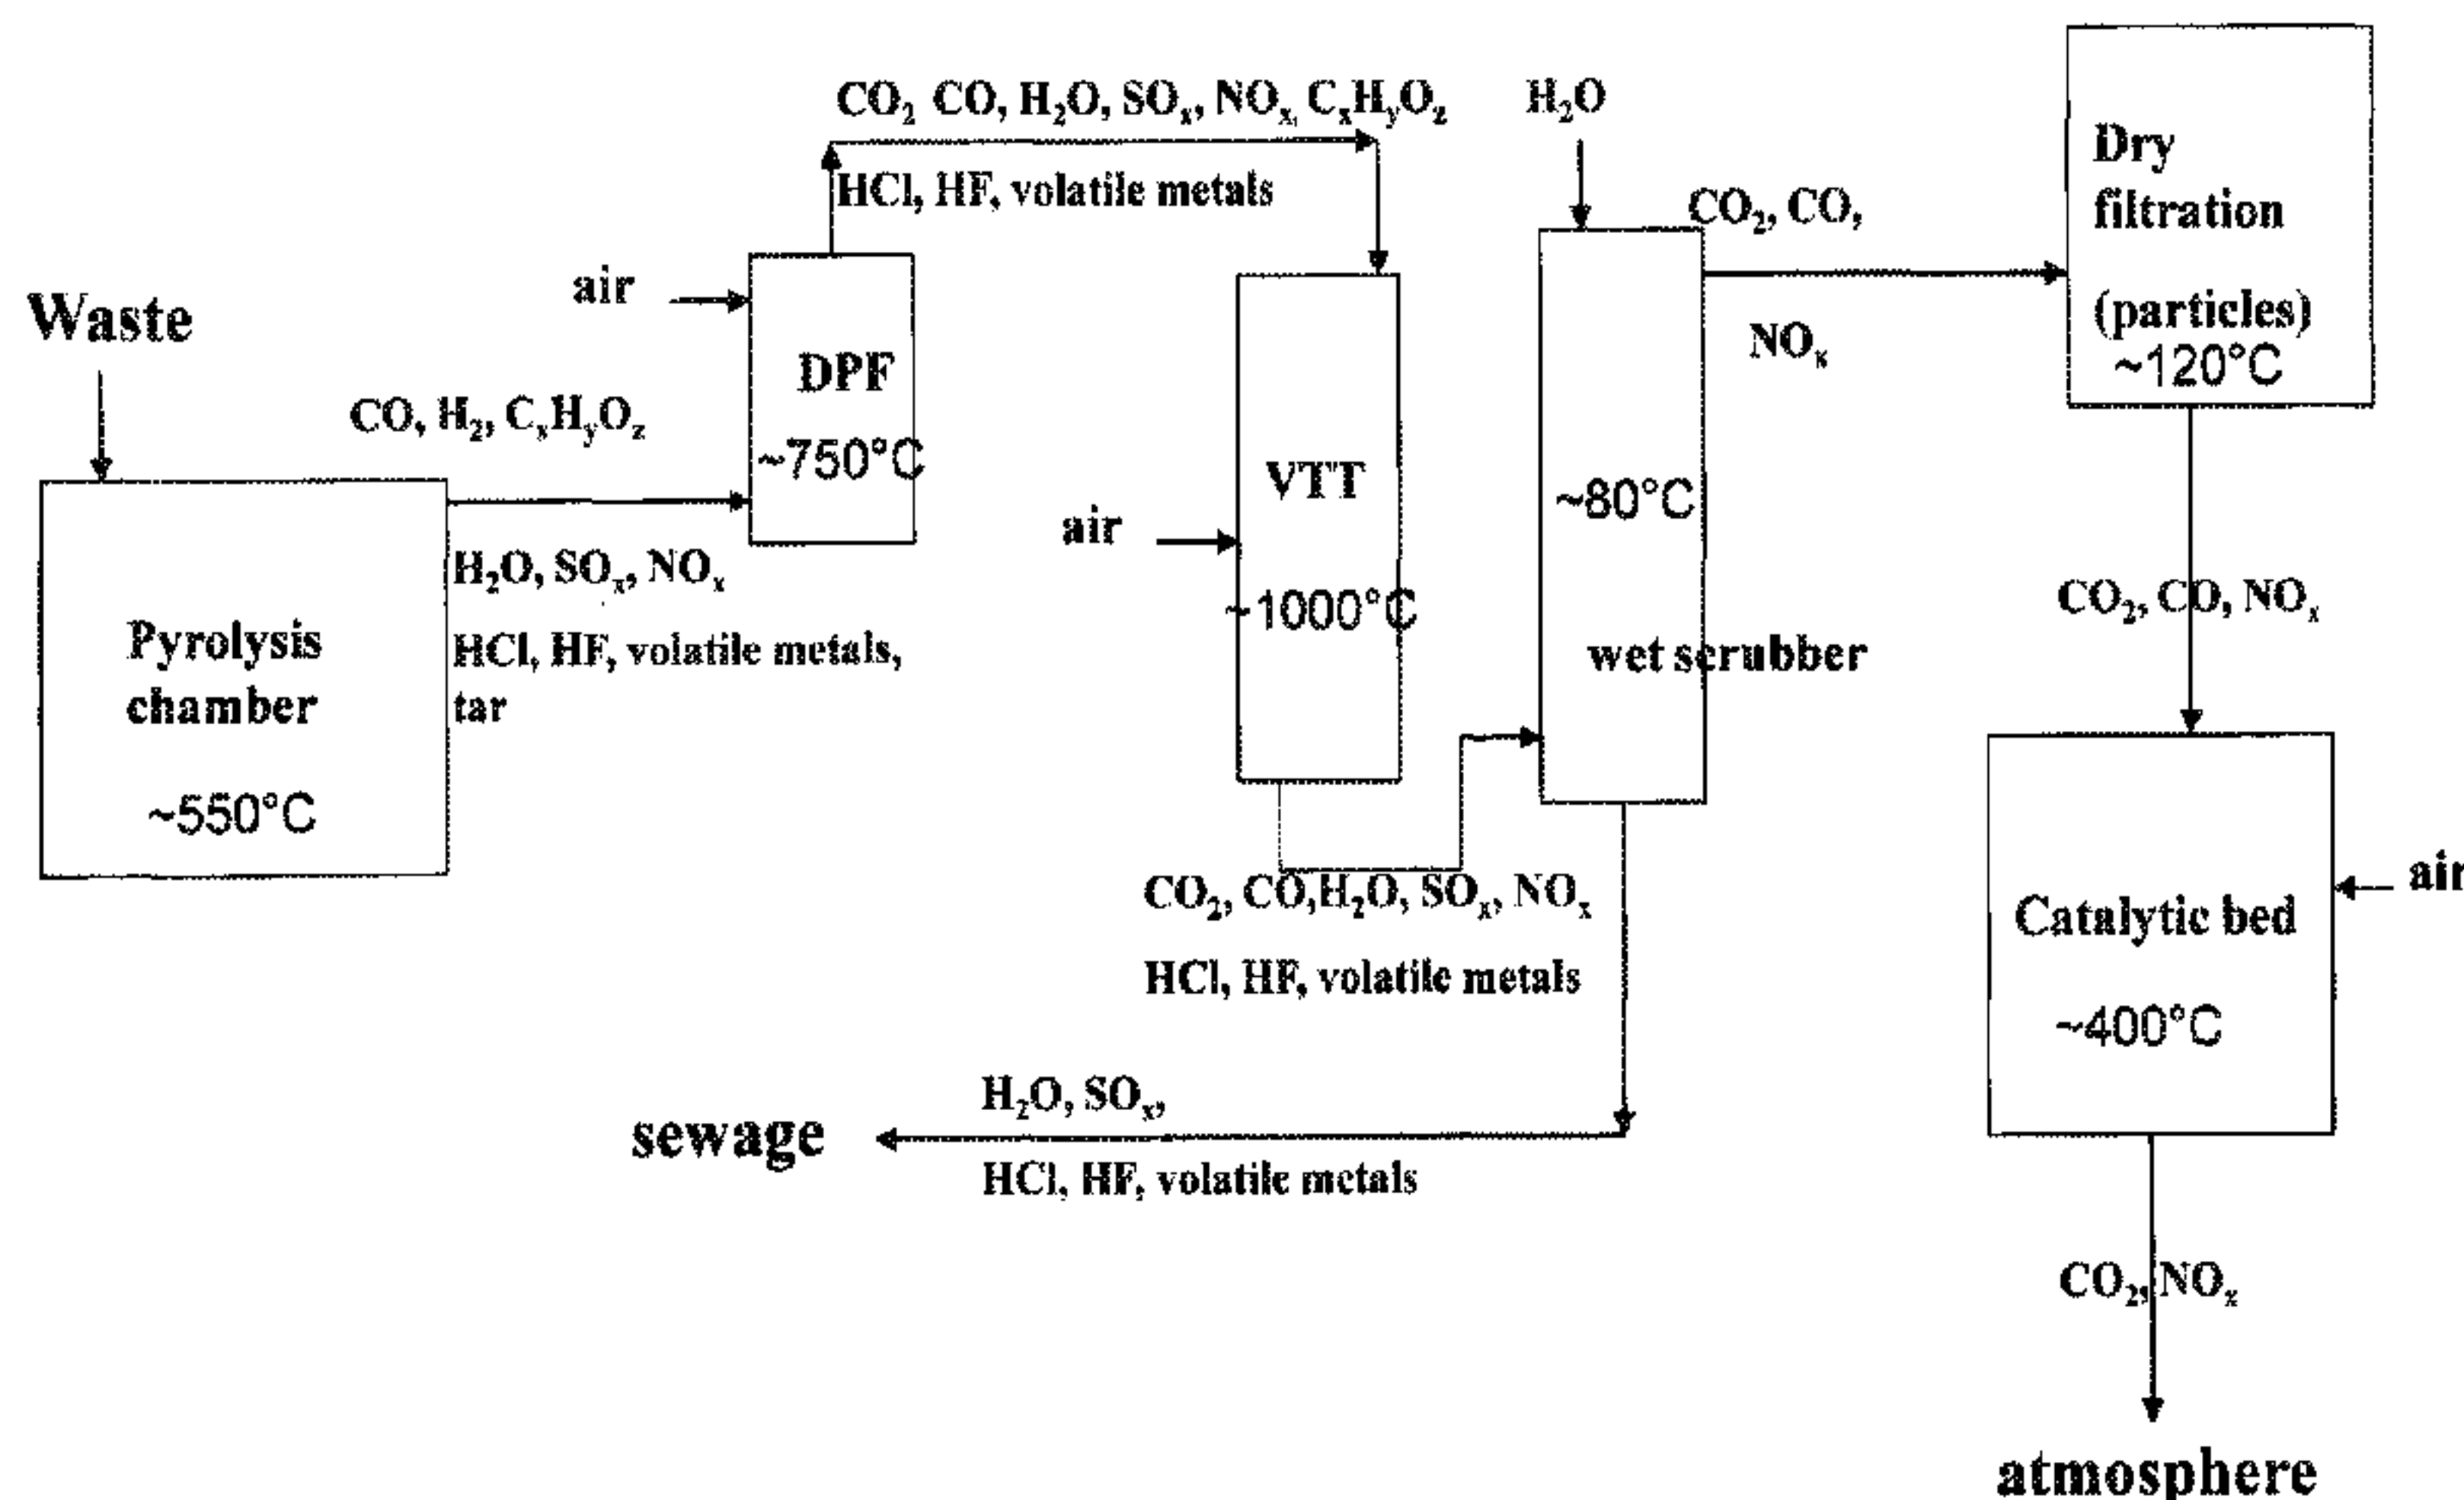 Waste
Pyrolysis
chamber
~550°C
CO, H₂, CₓHᵧO_z
H₂O, SOₓ, NOₓ
HCl, HF, volatile metals,
tar
air
DPF
~750°C
CO₂ CO, H₂O, SOₓ, NOₓ, CₓHᵧO_z
HCl, HF, volatile metals
air
VTT
~1000°C
CO₂, CO,H₂O, SOₓ, NOₓ
HCl, HF, volatile metals
H₂O
~80°C
wet scrubber
H₂O, SOₓ,
HCl, HF, volatile metals
sewage
CO₂, CO,
NOₓ
Dry
filtration
(particles)
~120°C
CO₂, CO, NOₓ
Catalytic bed
~400°C
air
CO₂, NOₓ
atmosphere